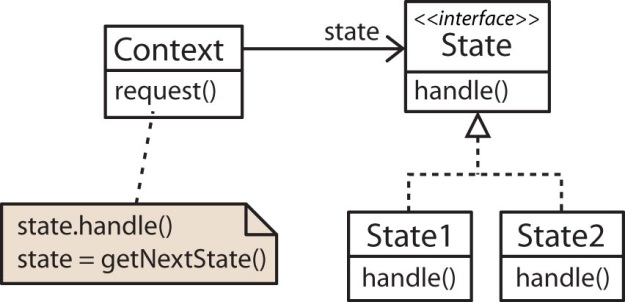 Context
request()
state
<<interface>>
State
handle()
state.handle()
state = getNextState()
State1
handle()
State2
handle()